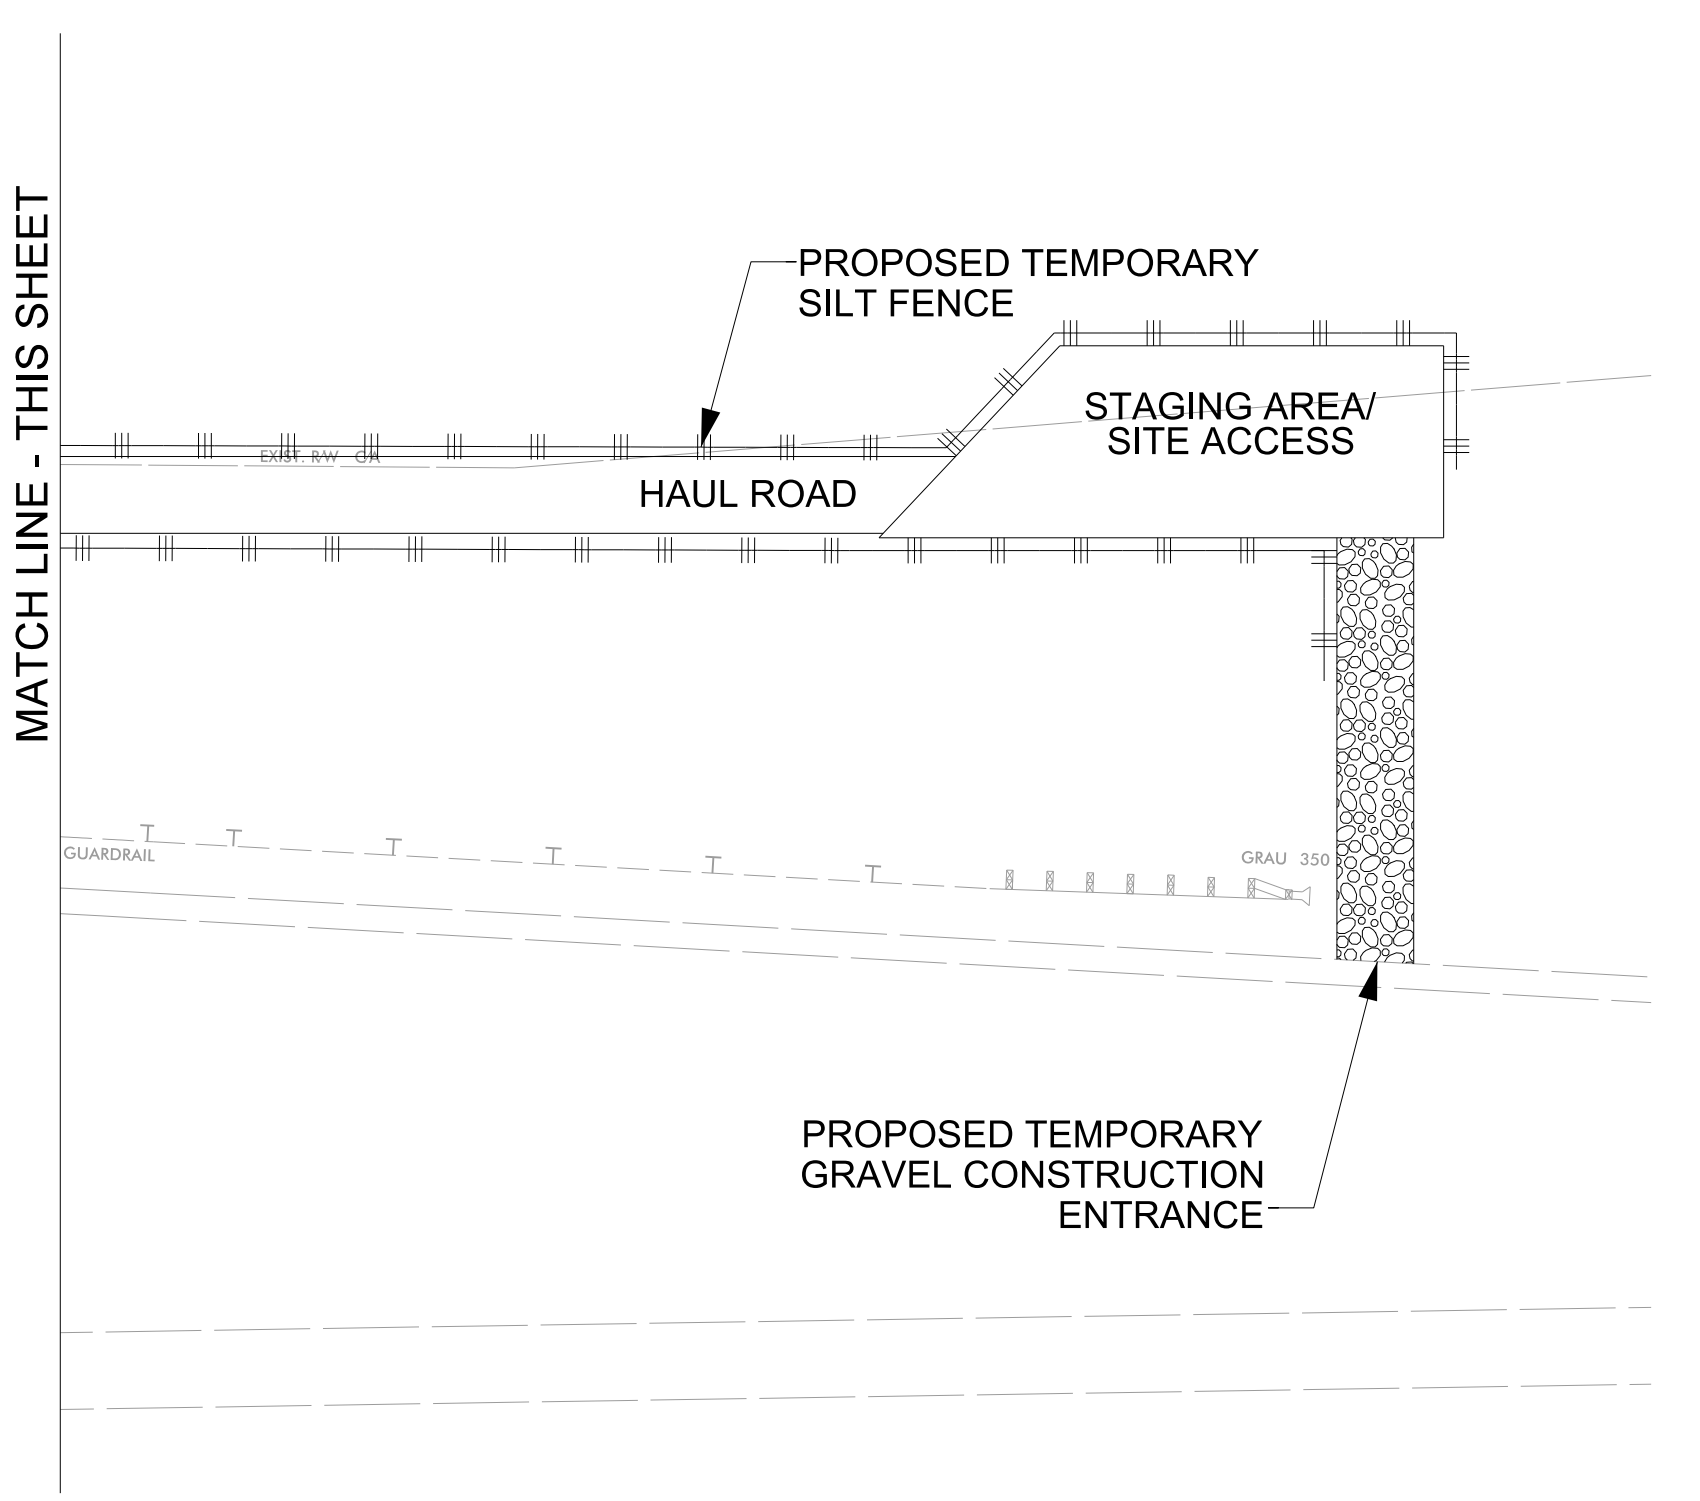 MATCH LINE - THIS SHEET
PROPOSED TEMPORARY
SILT FENCE
STAGING AREA/
SITE ACCESS
EXIST. R/W C/A
HAUL ROAD
GUARDRAIL
GRAU 350
PROPOSED TEMPORARY
GRAVEL CONSTRUCTION
ENTRANCE